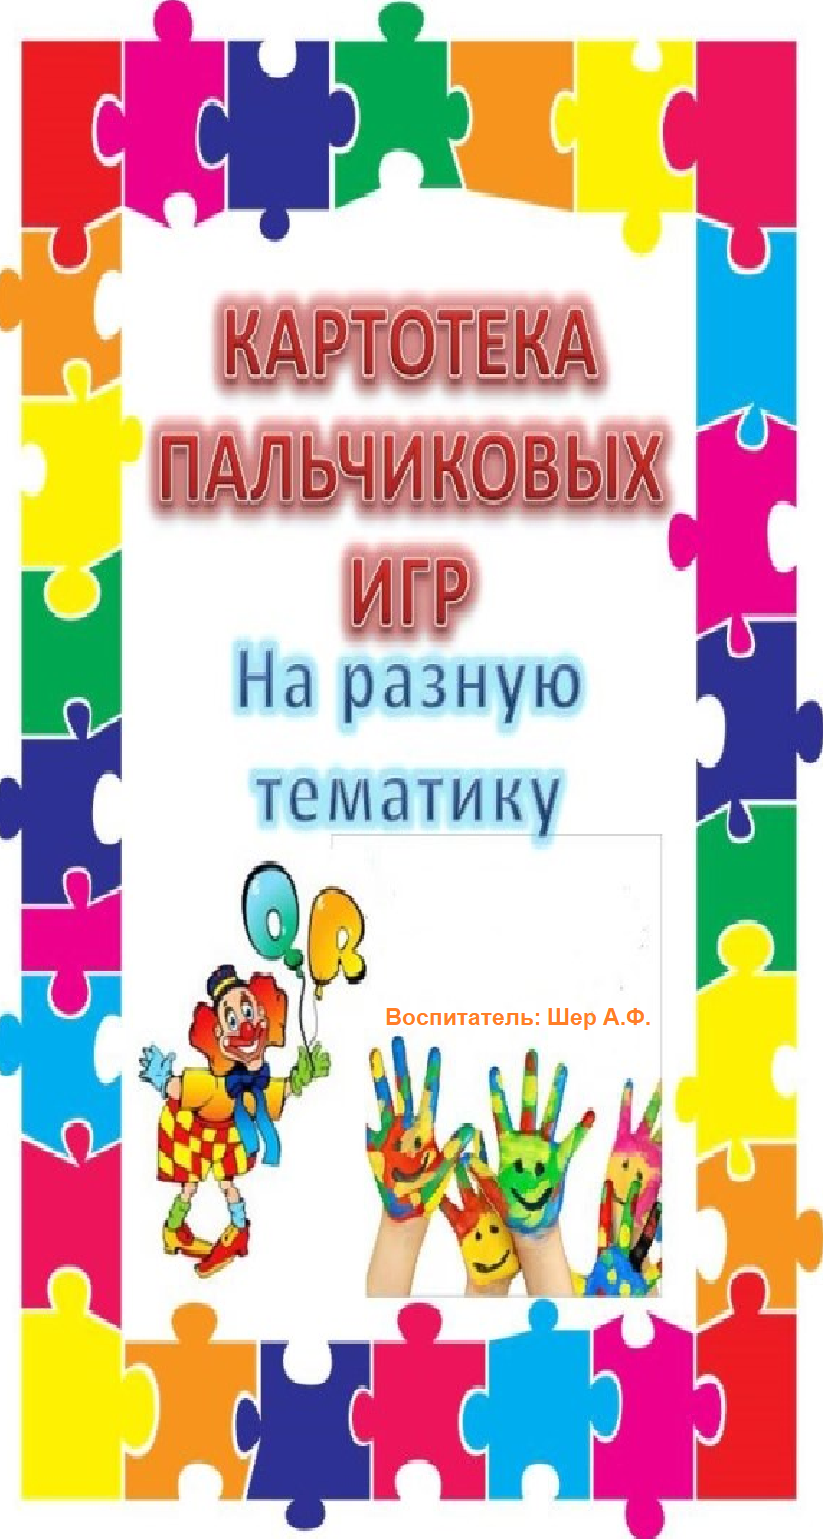 КАРТОТЕКА
ПАЛЬЧИКОВЫХ
ИГР
На разную
тематику
Воспитатель: Шер А.Ф.